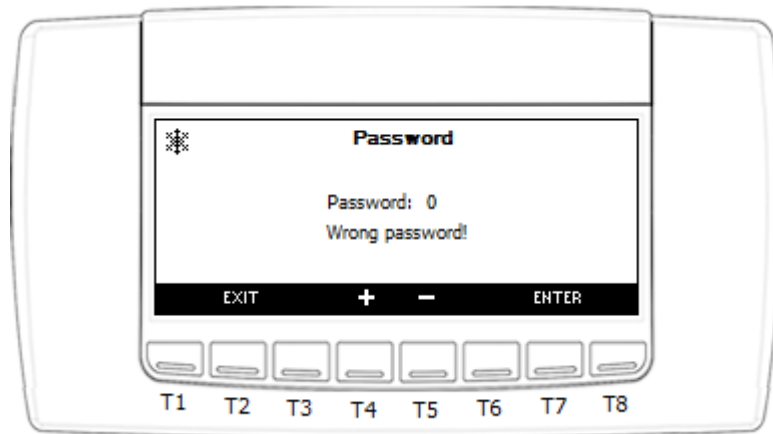 Password
Password: 0
Wrong password!
EXIT + − ENTER
T1 T2 T3 T4 T5 T6 T7 T8